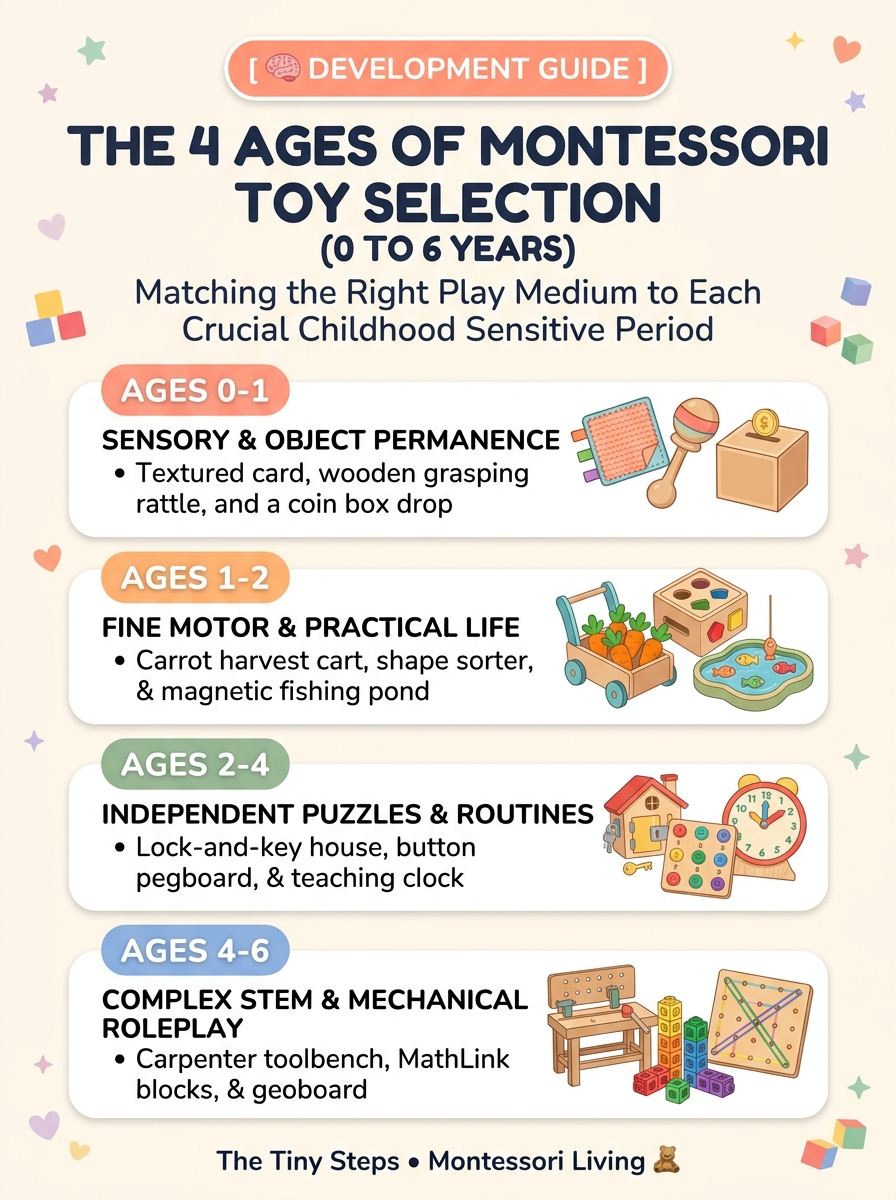 [ DEVELOPMENT GUIDE ]
THE 4 AGES OF MONTESSORI
TOY SELECTION
(0 TO 6 YEARS)
Matching the Right Play Medium to Each
Crucial Childhood Sensitive Period
AGES 0-1
SENSORY & OBJECT PERMANENCE
• Textured card, wooden grasping
rattle, and a coin box drop
AGES 1-2
FINE MOTOR & PRACTICAL LIFE
• Carrot harvest cart, shape sorter,
& magnetic fishing pond
AGES 2-4
INDEPENDENT PUZZLES & ROUTINES
• Lock-and-key house, button
pegboard, & teaching clock
AGES 4-6
COMPLEX STEM & MECHANICAL
ROLEPLAY
• Carpenter toolbench, MathLink
blocks, & geoboard
The Tiny Steps • Montessori Living